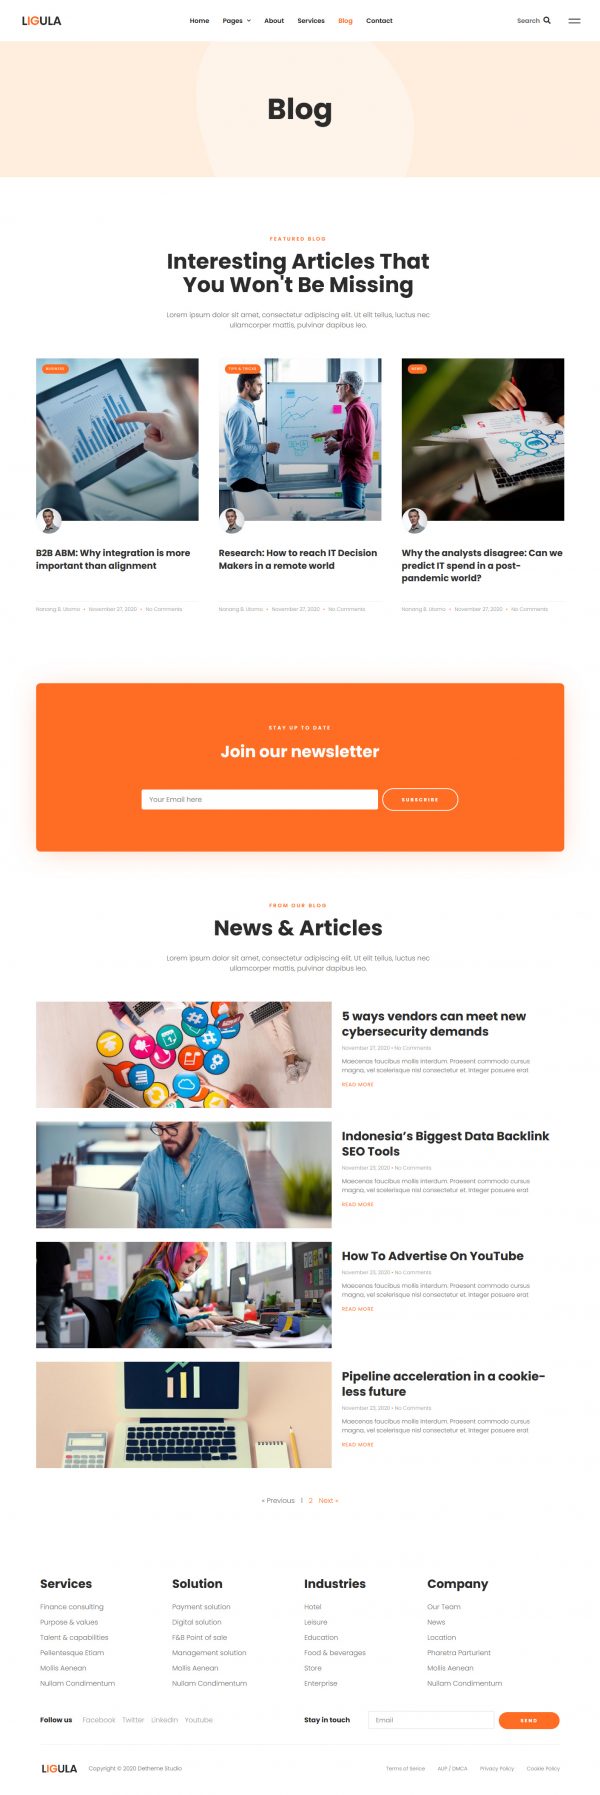 LIGULA
Home Pages About Services Blog Contact
Search
Blog
FEATURED BLOG
Interesting Articles That
You Won't Be Missing
Lorem ipsum dolor sit amet, consectetur adipiscing elit. Ut elit tellus, luctus nec
ullamcorper mattis, pulvinar dapibus leo.
BUSINESS
TIPS & TRICKS
NEWS
B2B ABM: Why integration is more
important than alignment
Nanang B. Utomo • November 27, 2020 • No Comments
Research: How to reach IT Decision
Makers in a remote world
Nanang B. Utomo • November 27, 2020 • No Comments
Why the analysts disagree: Can we
predict IT spend in a post-
pandemic world?
Nanang B. Utomo • November 27, 2020 • No Comments
STAY UP TO DATE
Join our newsletter
Your Email here
SUBSCRIBE
FROM OUR BLOG
News & Articles
Lorem ipsum dolor sit amet, consectetur adipiscing elit. Ut elit tellus, luctus nec
ullamcorper mattis, pulvinar dapibus leo.
5 ways vendors can meet new
cybersecurity demands
November 27, 2020 • No Comments
Maecenas faucibus mollis interdum. Praesent commodo cursus
magna, vel scelerisque nisl consectetur et. Integer posuere erat
READ MORE
Indonesia's Biggest Data Backlink
SEO Tools
November 23, 2020 • No Comments
Maecenas faucibus mollis interdum. Praesent commodo cursus
magna, vel scelerisque nisl consectetur et. Integer posuere erat
READ MORE
How To Advertise On YouTube
November 23, 2020 • No Comments
Maecenas faucibus mollis interdum. Praesent commodo cursus
magna, vel scelerisque nisl consectetur et. Integer posuere erat
READ MORE
Pipeline acceleration in a cookie-
less future
November 23, 2020 • No Comments
Maecenas faucibus mollis interdum. Praesent commodo cursus
magna, vel scelerisque nisl consectetur et. Integer posuere erat
READ MORE
« Previous 1 2 Next »
Services
Finance consulting
Purpose & values
Talent & capabilities
Pellentesque Etiam
Mollis Aenean
Nullam Condimentum
Solution
Payment solution
Digital solution
F&B Point of sale
Management solution
Mollis Aenean
Nullam Condimentum
Industries
Hotel
Leisure
Education
Food & beverages
Store
Enterprise
Company
Our Team
News
Location
Pharetra Parturient
Mollis Aenean
Nullam Condimentum
Follow us Facebook Twitter Linkedin Youtube
Stay in touch Email SEND
LIGULA Copyright © 2020 Detheme Studio
Terms of Serice AUP / DMCA Privacy Policy Cookie Policy